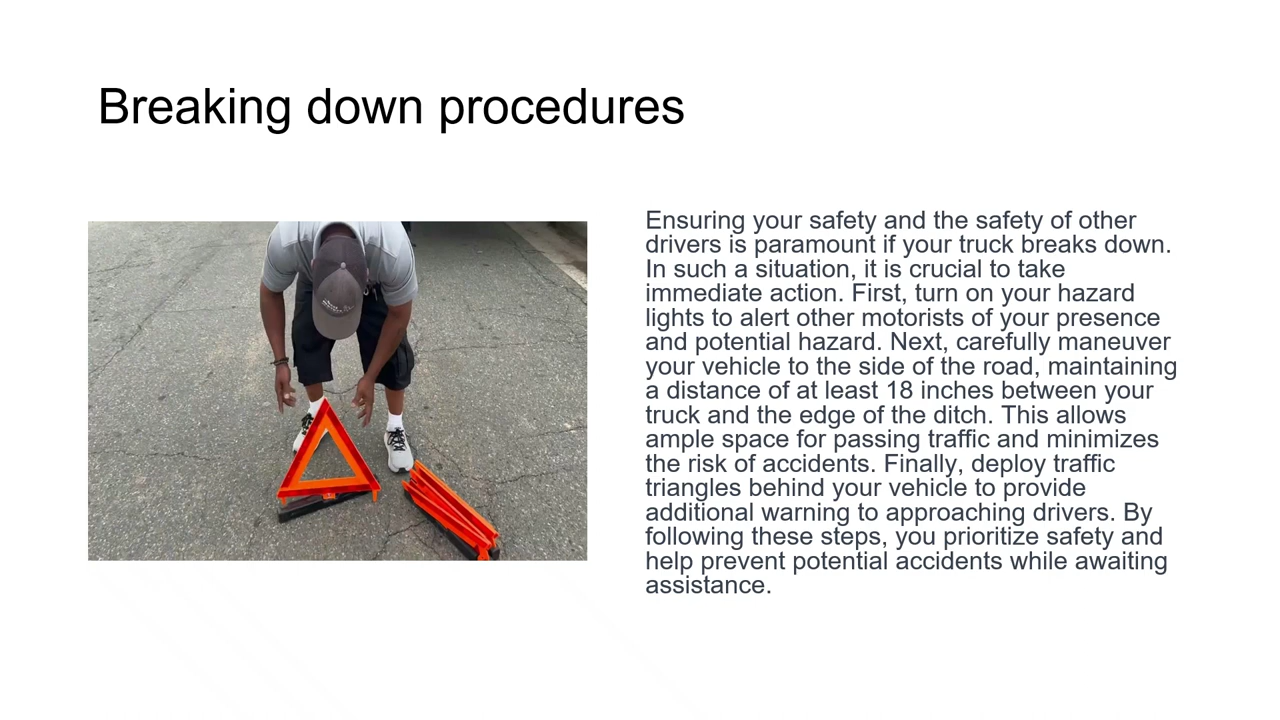 Breaking down procedures
Ensuring your safety and the safety of other
drivers is paramount if your truck breaks down.
In such a situation, it is crucial to take
immediate action. First, turn on your hazard
lights to alert other motorists of your presence
and potential hazard. Next, carefully maneuver
your vehicle to the side of the road, maintaining
a distance of at least 18 inches between your
truck and the edge of the ditch. This allows
ample space for passing traffic and minimizes
the risk of accidents. Finally, deploy traffic
triangles behind your vehicle to provide
additional warning to approaching drivers. By
following these steps, you prioritize safety and
help prevent potential accidents while awaiting
assistance.